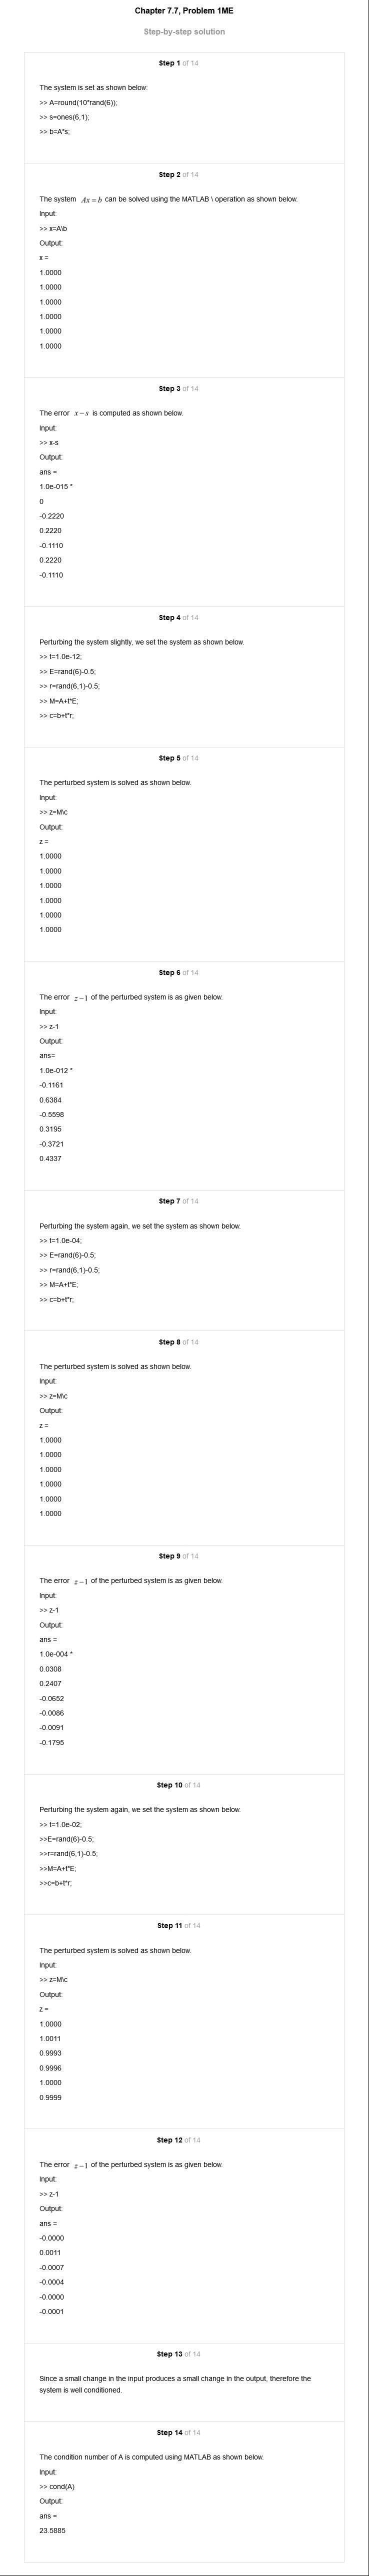 Chapter 7.7, Problem 1ME
Step-by-step solution
Step 1 of 14
The system is set as shown below:
>> A=round(10*rand(6));
>> s=ones(6,1);
>> b=A*s;
Step 2 of 14
The system Ax = b can be solved using the MATLAB \ operation as shown below.
Input:
>> x=A\b
Output:
x =
1.0000
1.0000
1.0000
1.0000
1.0000
1.0000
Step 3 of 14
The error x − s is computed as shown below.
Input:
>> x-s
Output:
ans =
1.0e-015 *
0
-0.2220
0.2220
-0.1110
0.2220
-0.1110
Step 4 of 14
Perturbing the system slightly, we set the system as shown below.
>> t=1.0e-12;
>> E=rand(6)-0.5;
>> r=rand(6,1)-0.5;
>> M=A+t*E;
>> c=b+t*r;
Step 5 of 14
The perturbed system is solved as shown below.
Input:
>> z=M\c
Output:
z =
1.0000
1.0000
1.0000
1.0000
1.0000
1.0000
Step 6 of 14
The error z − 1 of the perturbed system is as given below.
Input:
>> z-1
Output:
ans=
1.0e-012 *
-0.1161
0.6384
-0.5598
0.3195
-0.3721
0.4337
Step 7 of 14
Perturbing the system again, we set the system as shown below.
>> t=1.0e-04;
>> E=rand(6)-0.5;
>> r=rand(6,1)-0.5;
>> M=A+t*E;
>> c=b+t*r;
Step 8 of 14
The perturbed system is solved as shown below.
Input:
>> z=M\c
Output:
z =
1.0000
1.0000
1.0000
1.0000
1.0000
1.0000
Step 9 of 14
The error z − 1 of the perturbed system is as given below.
Input:
>> z-1
Output:
ans =
1.0e-004 *
0.0308
0.2407
-0.0652
-0.0086
-0.0091
-0.1795
Step 10 of 14
Perturbing the system again, we set the system as shown below.
>> t=1.0e-02;
>>E=rand(6)-0.5;
>>r=rand(6,1)-0.5;
>>M=A+t*E;
>>c=b+t*r;
Step 11 of 14
The perturbed system is solved as shown below.
Input:
>> z=M\c
Output:
z =
1.0000
1.0011
0.9993
0.9996
1.0000
0.9999
Step 12 of 14
The error z − 1 of the perturbed system is as given below.
Input:
>> z-1
Output:
ans =
-0.0000
0.0011
-0.0007
-0.0004
-0.0000
-0.0001
Step 13 of 14
Since a small change in the input produces a small change in the output, therefore the
system is well conditioned.
Step 14 of 14
The condition number of A is computed using MATLAB as shown below.
Input:
>> cond(A)
Output:
ans =
23.5885